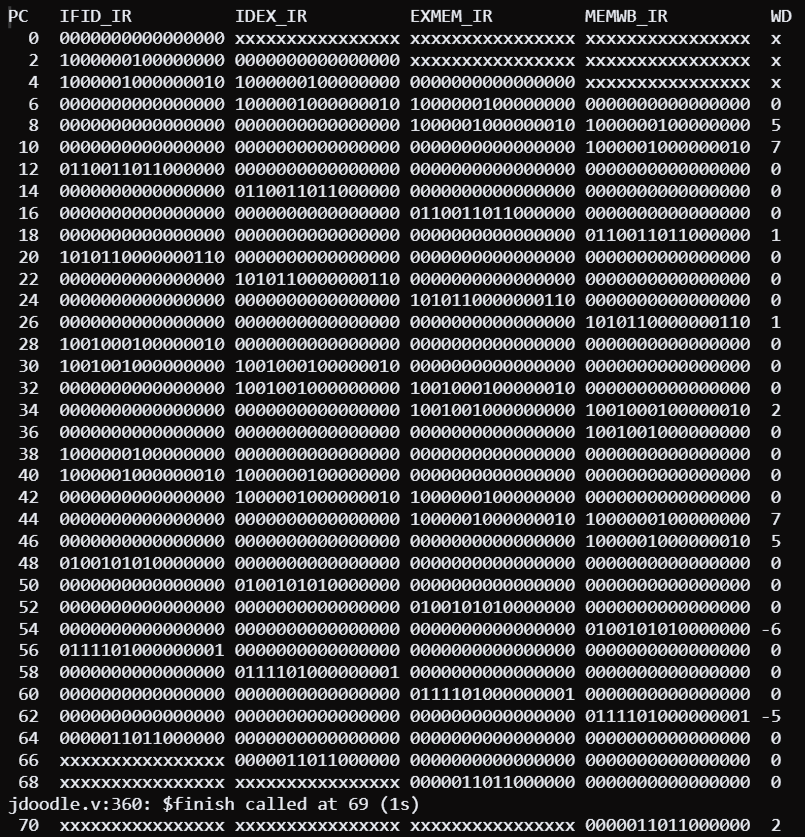 PC IFID_IR IDEX_IR EXMEM_IR MEMWB_IR WD
0 0000000000000000 xxxxxxxxxxxxxxxx xxxxxxxxxxxxxxxx xxxxxxxxxxxxxxxx x
2 1000000100000000 0000000000000000 xxxxxxxxxxxxxxxx xxxxxxxxxxxxxxxx x
4 1000001000000010 1000000100000000 0000000000000000 xxxxxxxxxxxxxxxx x
6 0000000000000000 1000001000000010 1000000100000000 0000000000000000 0
8 0000000000000000 0000000000000000 1000001000000010 1000000100000000 5
10 0000000000000000 0000000000000000 0000000000000000 1000001000000010 7
12 0110011011000000 0000000000000000 0000000000000000 0000000000000000 0
14 0000000000000000 0110011011000000 0000000000000000 0000000000000000 0
16 0000000000000000 0000000000000000 0110011011000000 0000000000000000 0
18 0000000000000000 0000000000000000 0000000000000000 0110011011000000 1
20 1010110000000110 0000000000000000 0000000000000000 0000000000000000 0
22 0000000000000000 1010110000000110 0000000000000000 0000000000000000 0
24 0000000000000000 0000000000000000 1010110000000110 0000000000000000 0
26 0000000000000000 0000000000000000 0000000000000000 1010110000000110 1
28 1001000100000010 0000000000000000 0000000000000000 0000000000000000 0
30 1001001000000000 1001000100000010 0000000000000000 0000000000000000 0
32 0000000000000000 1001001000000000 1001000100000010 0000000000000000 0
34 0000000000000000 0000000000000000 1001001000000000 1001000100000010 2
36 0000000000000000 0000000000000000 0000000000000000 1001001000000000 0
38 1000000100000000 0000000000000000 0000000000000000 0000000000000000 0
40 1000001000000010 1000000100000000 0000000000000000 0000000000000000 0
42 0000000000000000 1000001000000010 1000000100000000 0000000000000000 0
44 0000000000000000 0000000000000000 1000001000000010 1000000100000000 7
46 0000000000000000 0000000000000000 0000000000000000 1000001000000010 5
48 0100101010000000 0000000000000000 0000000000000000 0000000000000000 0
50 0000000000000000 0100101010000000 0000000000000000 0000000000000000 0
52 0000000000000000 0000000000000000 0100101010000000 0000000000000000 0
54 0000000000000000 0000000000000000 0000000000000000 0100101010000000 -6
56 0111101000000001 0000000000000000 0000000000000000 0000000000000000 0
58 0000000000000000 0111101000000001 0000000000000000 0000000000000000 0
60 0000000000000000 0000000000000000 0111101000000001 0000000000000000 0
62 0000000000000000 0000000000000000 0000000000000000 0111101000000001 -5
64 0000011011000000 0000000000000000 0000000000000000 0000000000000000 0
66 xxxxxxxxxxxxxxxx 0000011011000000 0000000000000000 0000000000000000 0
68 xxxxxxxxxxxxxxxx xxxxxxxxxxxxxxxx 0000011011000000 0000000000000000 0
jdoodle.v:360: $finish called at 69 (1s)
70 xxxxxxxxxxxxxxxx xxxxxxxxxxxxxxxx xxxxxxxxxxxxxxxx 0000011011000000 2